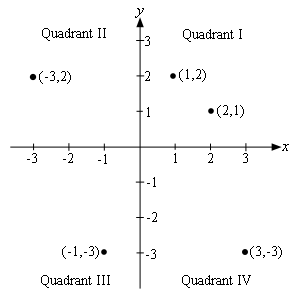 y
Quadrant II
Quadrant I
3
(-3,2)
2
(1,2)
1
(2,1)
x
-3
-2
-1
1
2
3
-1
-2
(-1,-3)
-3
(3,-3)
Quadrant III
Quadrant IV